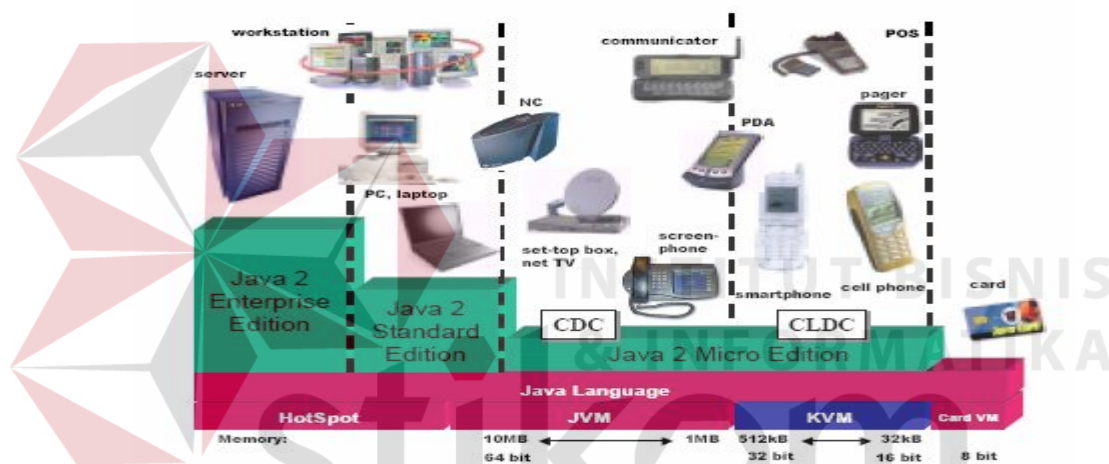 workstation
server
communicator
POS
NC
pager
PDA
PC, laptop
set-top box,
net TV
screen-
phone
smartphone
cell phone
card
Java 2
Enterprise
Edition
Java 2
Standard
Edition
CDC
CLDC
Java 2 Micro Edition
Java Language
HotSpot
JVM
KVM
Card VM
Memory:
10MB
1MB
512kB
32kB
64 bit
32 bit
16 bit
8 bit
INSTITUT BISNIS
& INFORMATIKA
stikom